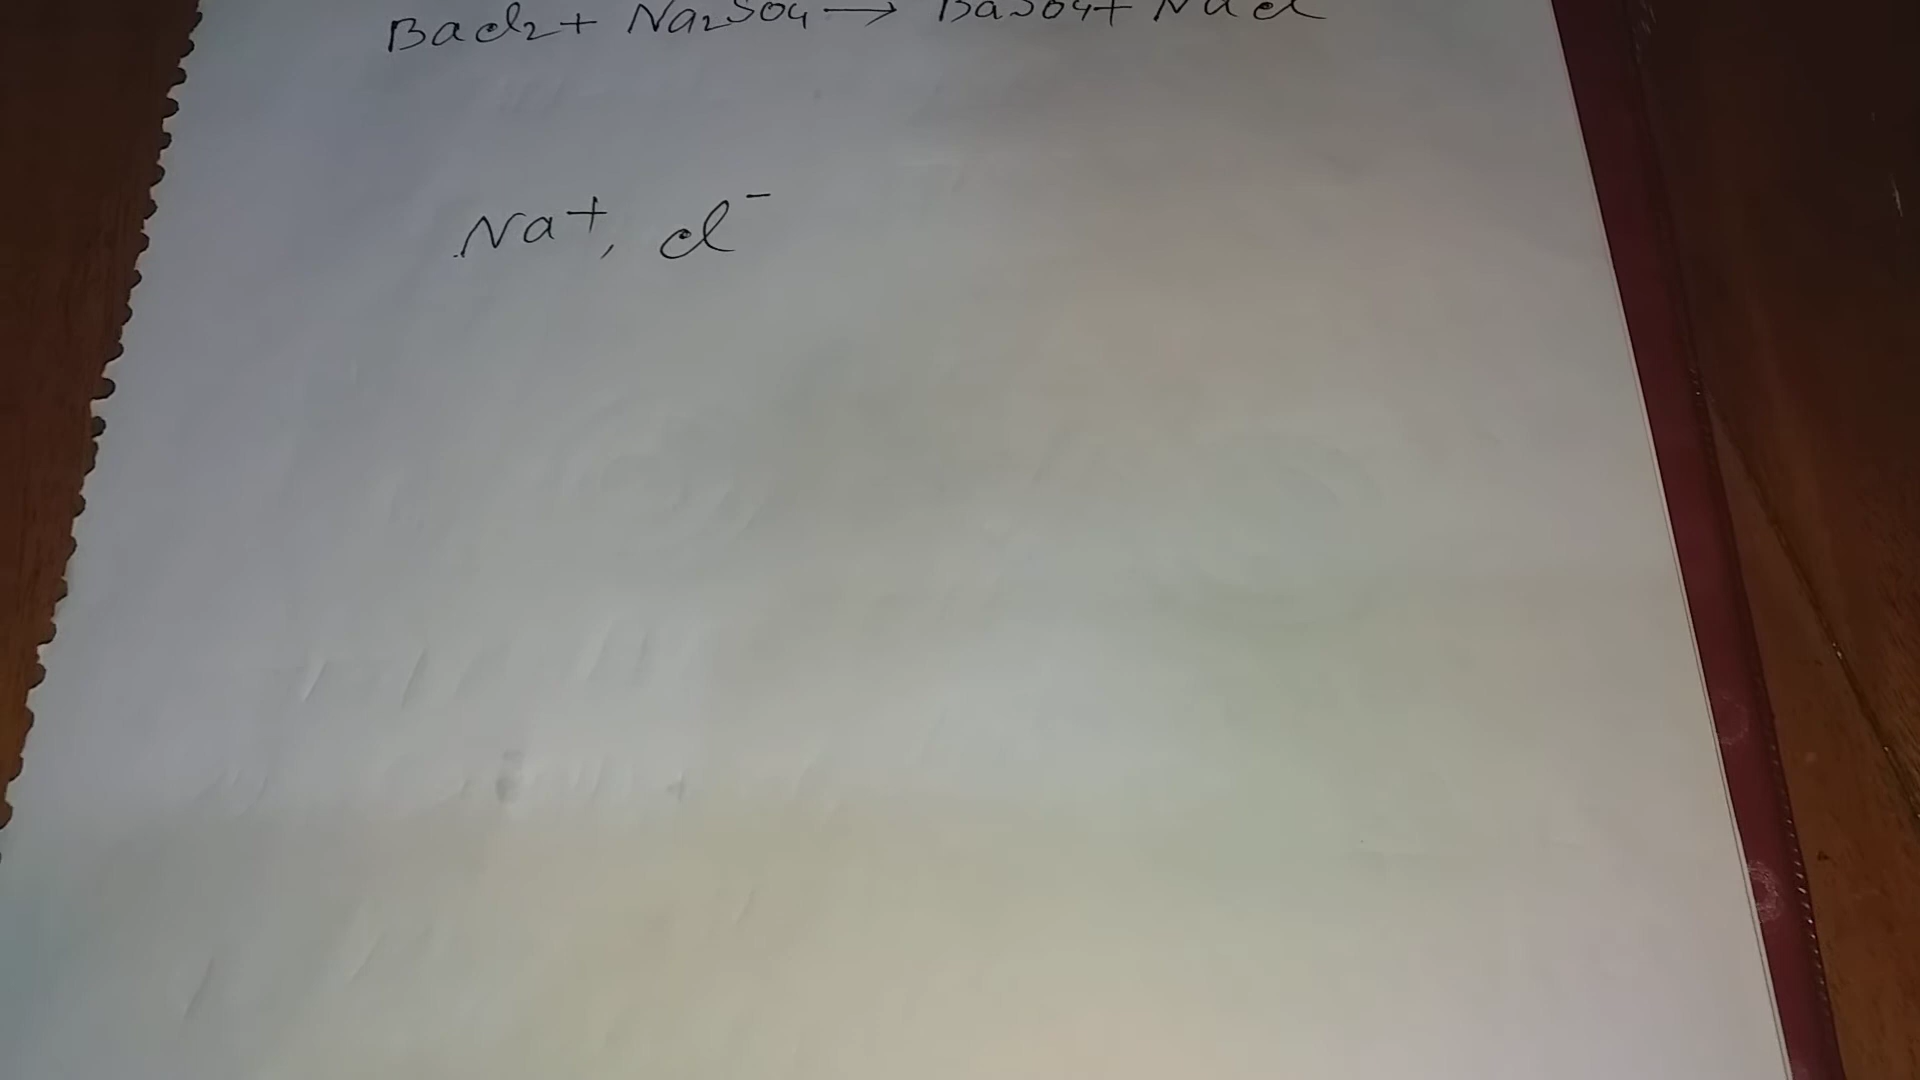 BaCl2 + Na2SO4 → BaSO4 + NaCl
Na+, Cl-